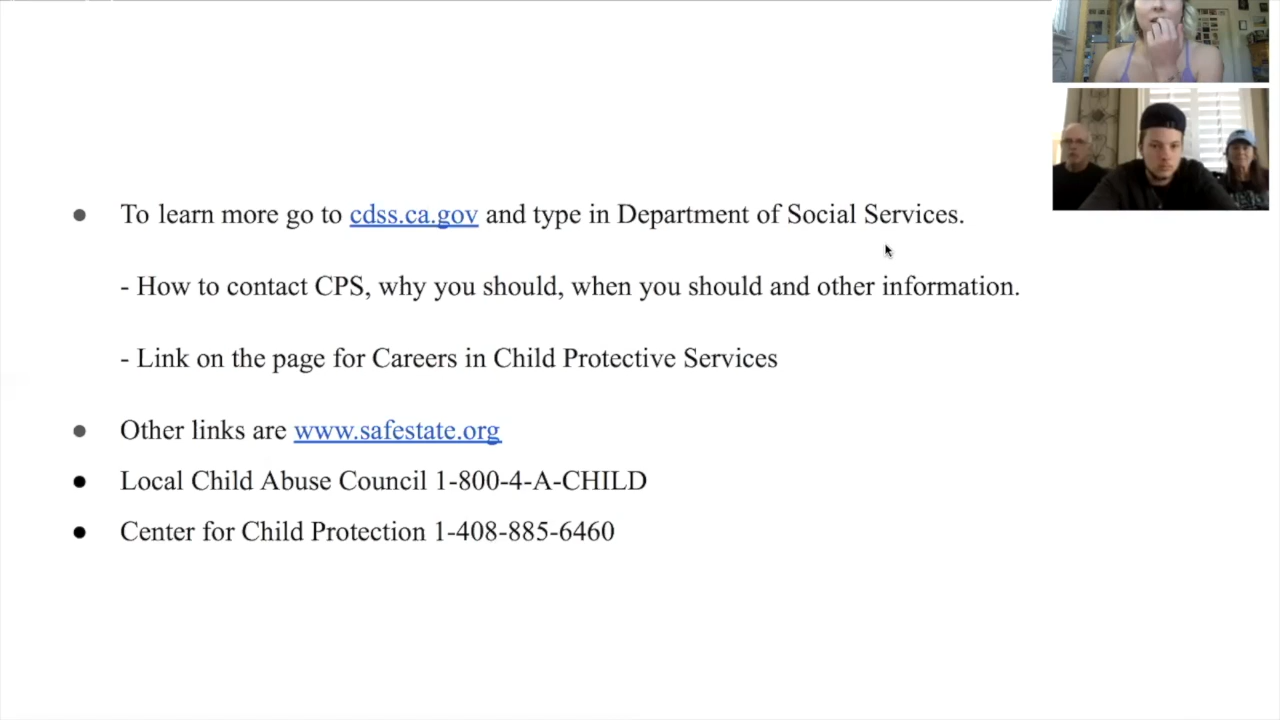 ● To learn more go to cdss.ca.gov and type in Department of Social Services.
- How to contact CPS, why you should, when you should and other information.
- Link on the page for Careers in Child Protective Services
● Other links are www.safestate.org
● Local Child Abuse Council 1-800-4-A-CHILD
● Center for Child Protection 1-408-885-6460